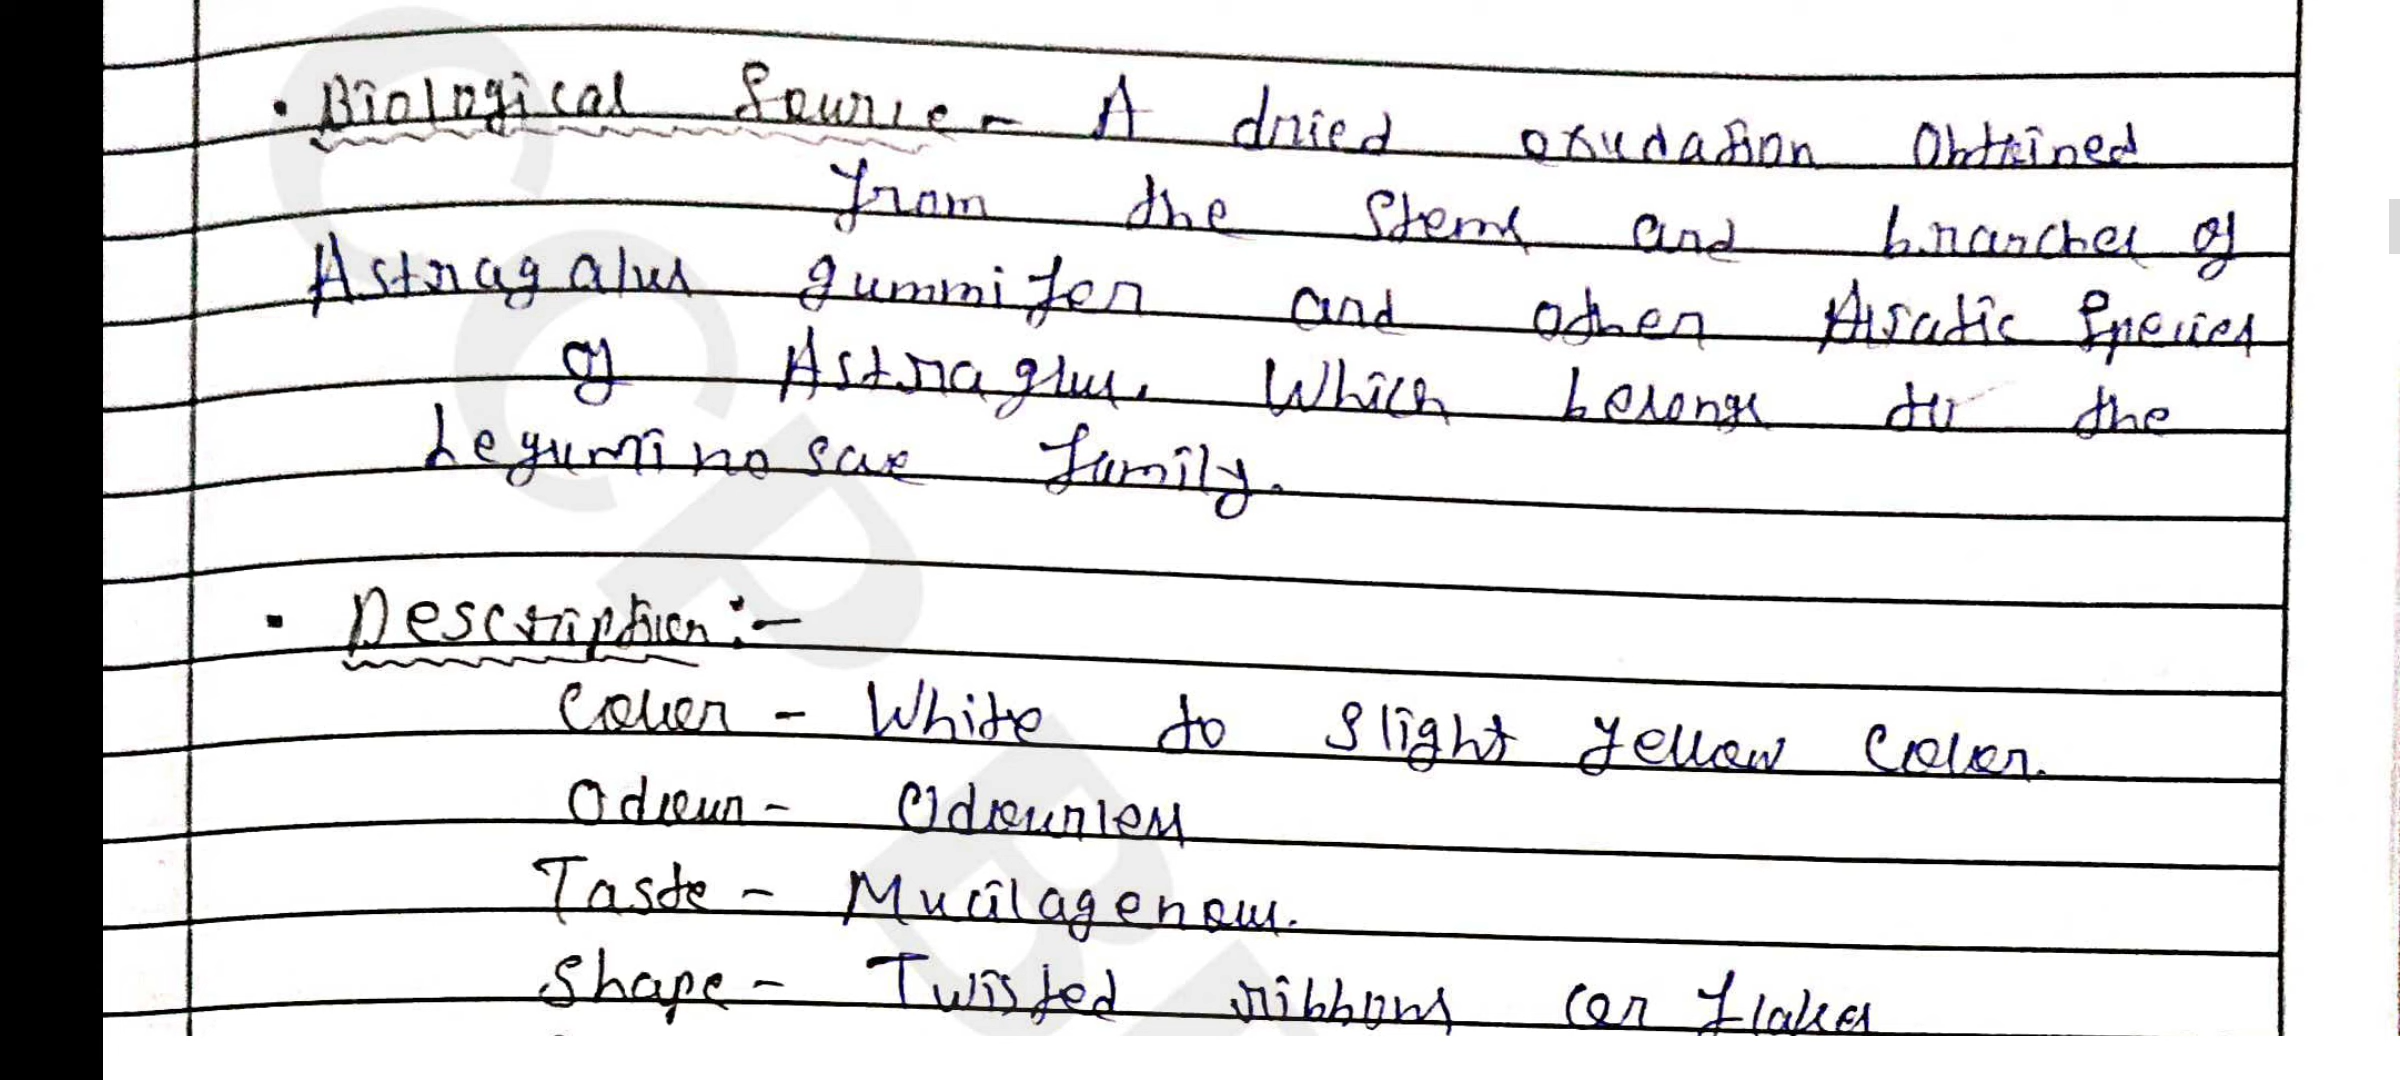 • Biological Source - A dried exudation Obtained
from the Stems and branches of
Astragalus gummifer and other Asiatic Species
of Astraglus. Which belongs to the
Leguminosae family.
• Description :-
Colour - White to Slight Yellow Colour.
Odour - Odourless
Taste - Mucilagenous.
Shape - Twisted ribbons or flakes